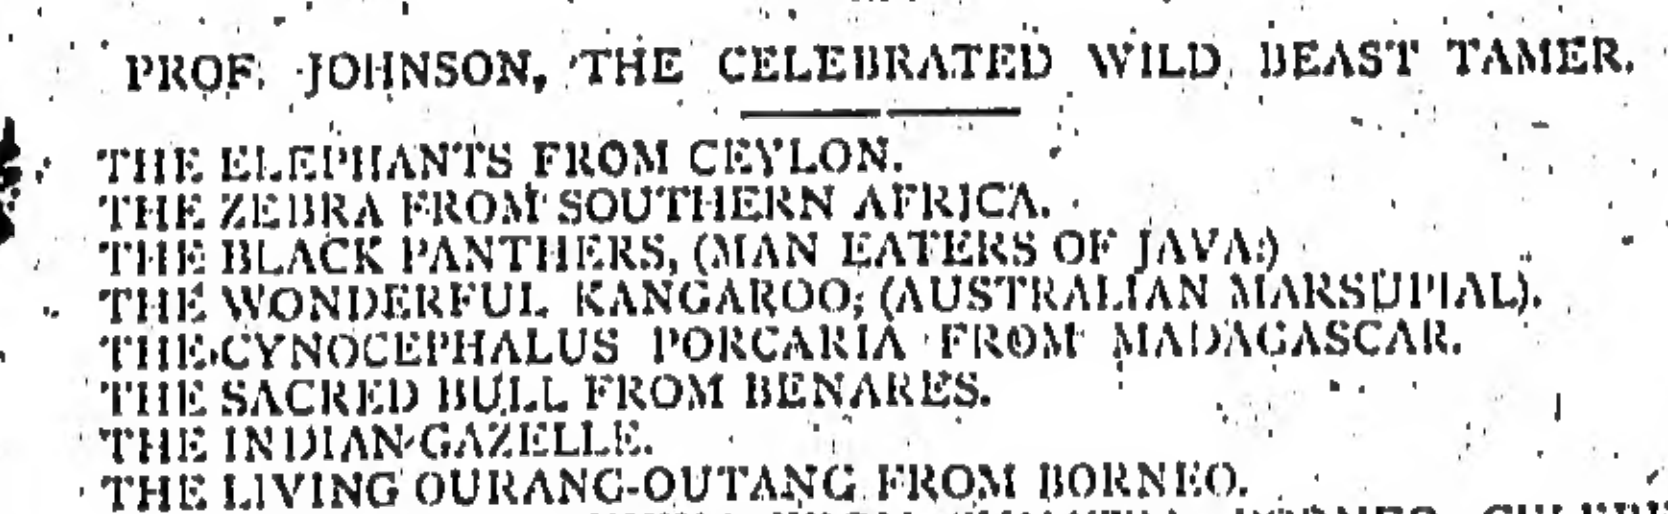 PROF. JOHNSON, THE CELEBRATED WILD BEAST TAMER.
THE ELEPHANTS FROM CEYLON.
THE ZEBRA FROM SOUTHERN AFRICA.
THE BLACK PANTHERS, (MAN EATERS OF JAVA.)
THE WONDERFUL KANGAROO, (AUSTRALIAN MARSUPIAL).
THE CYNOCEPHALUS PORCARIA FROM MADAGASCAR.
THE SACRED BULL FROM BENARES.
THE INDIAN GAZELLE.
THE LIVING OURANG-OUTANG FROM BORNEO.